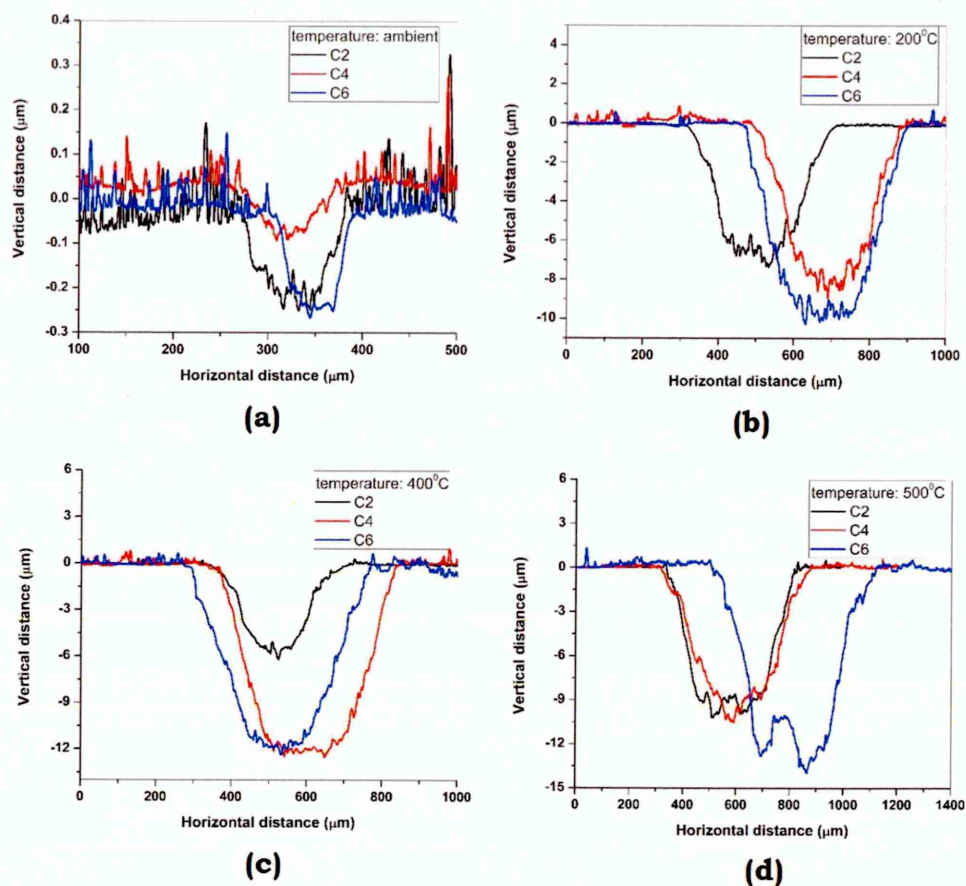 temperature: ambient
C2
C4
C6
0.4
0.3
0.2
0.1
0.0
-0.1
-0.2
-0.3
Vertical distance (μm)
100 200 300 400 500
Horizontal distance (μm)
(a)
temperature: 200°C
C2
C4
C6
4
2
0
-2
-4
-6
-8
-10
Vertical distance (μm)
0 200 400 600 800 1000
Horizontal distance (μm)
(b)
temperature: 400°C
C2
C4
C6
6
3
0
-3
-6
-9
-12
Vertical distance (μm)
0 200 400 600 800 1000
Horizontal distance (μm)
(c)
temperature: 500°C
C2
C4
C6
6
3
0
-3
-6
-9
-12
-15
Vertical distance (μm)
0 200 400 600 800 1000 1200 1400
Horizontal distance (μm)
(d)